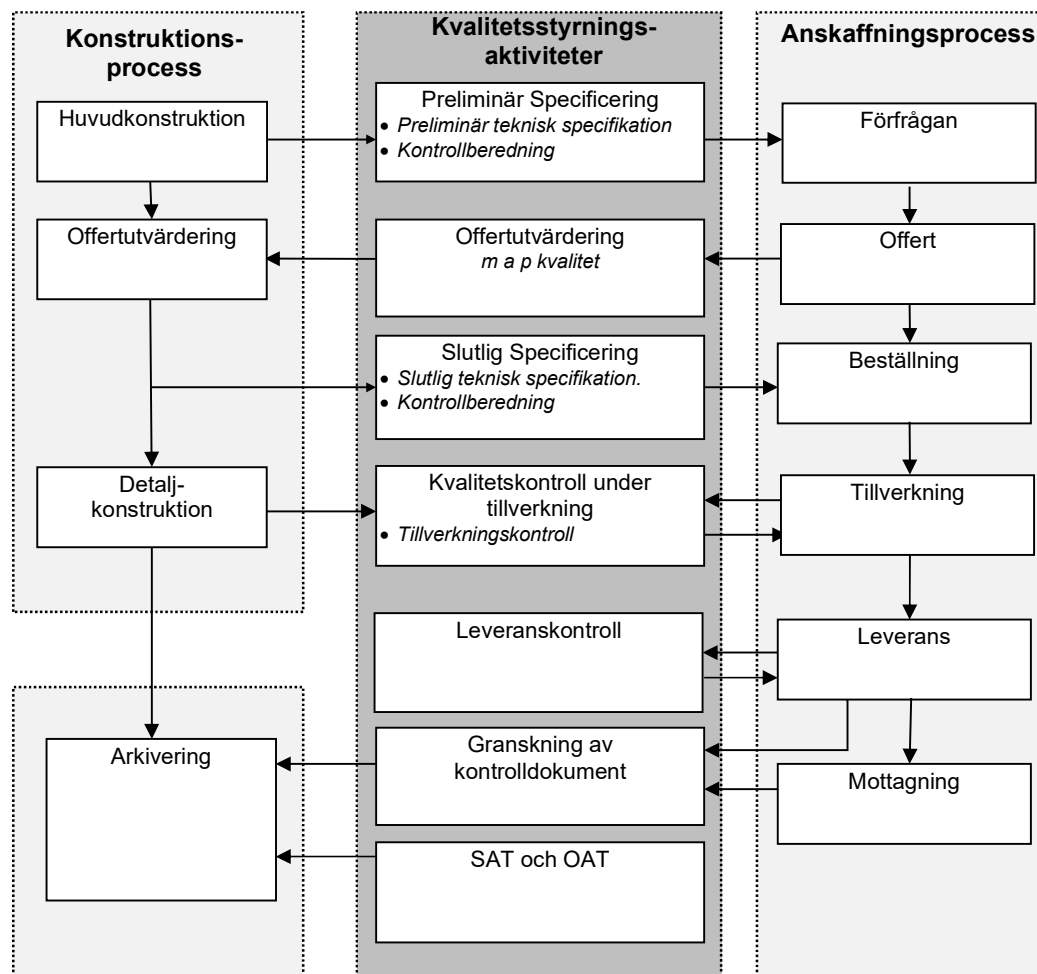 Konstruktions-
process
Huvudkonstruktion
Offertutvärdering
Detalj-
konstruktion
Arkivering
Kvalitetsstyrnings-
aktiviteter
Preliminär Specificering
• Preliminär teknisk specifikation
• Kontrollberedning
Offertutvärdering
m a p kvalitet
Slutlig Specificering
• Slutlig teknisk specifikation.
• Kontrollberedning
Kvalitetskontroll under
tillverkning
• Tillverkningskontroll
Leveranskontroll
Granskning av
kontrolldokument
SAT och OAT
Anskaffningsprocess
Förfrågan
Offert
Beställning
Tillverkning
Leverans
Mottagning